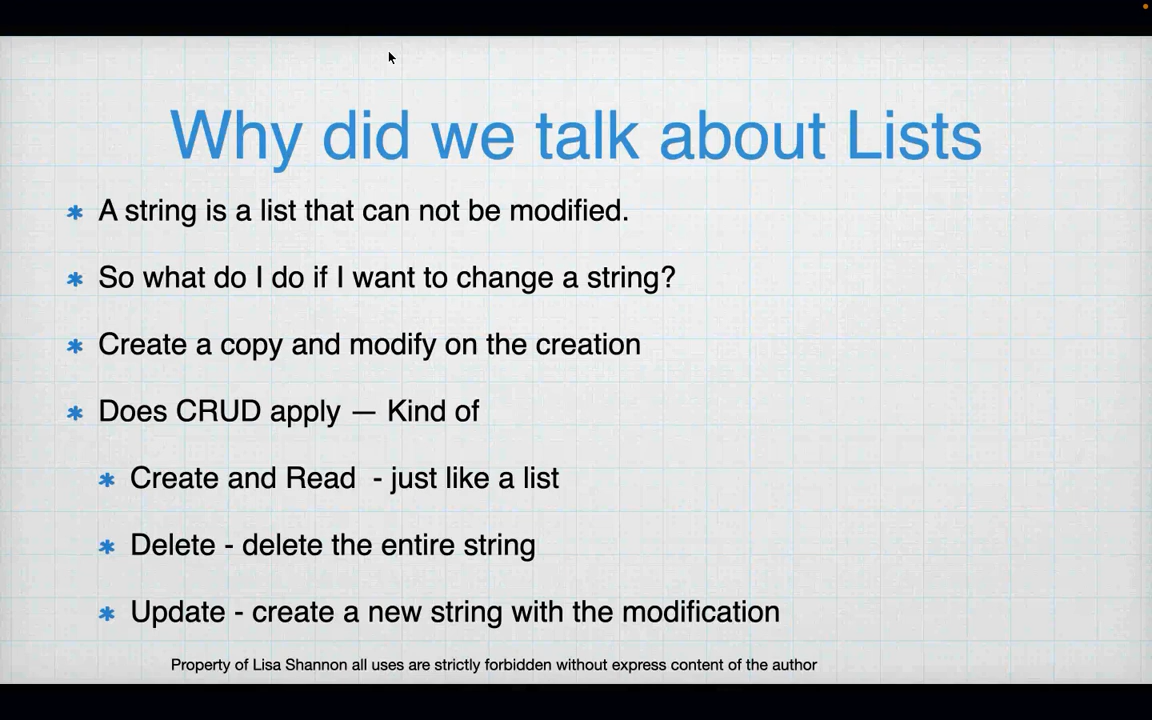 Why did we talk about Lists
A string is a list that can not be modified.
So what do I do if I want to change a string?
Create a copy and modify on the creation
Does CRUD apply — Kind of
Create and Read  - just like a list
Delete - delete the entire string
Update - create a new string with the modification
Property of Lisa Shannon all uses are strictly forbidden without express content of the author